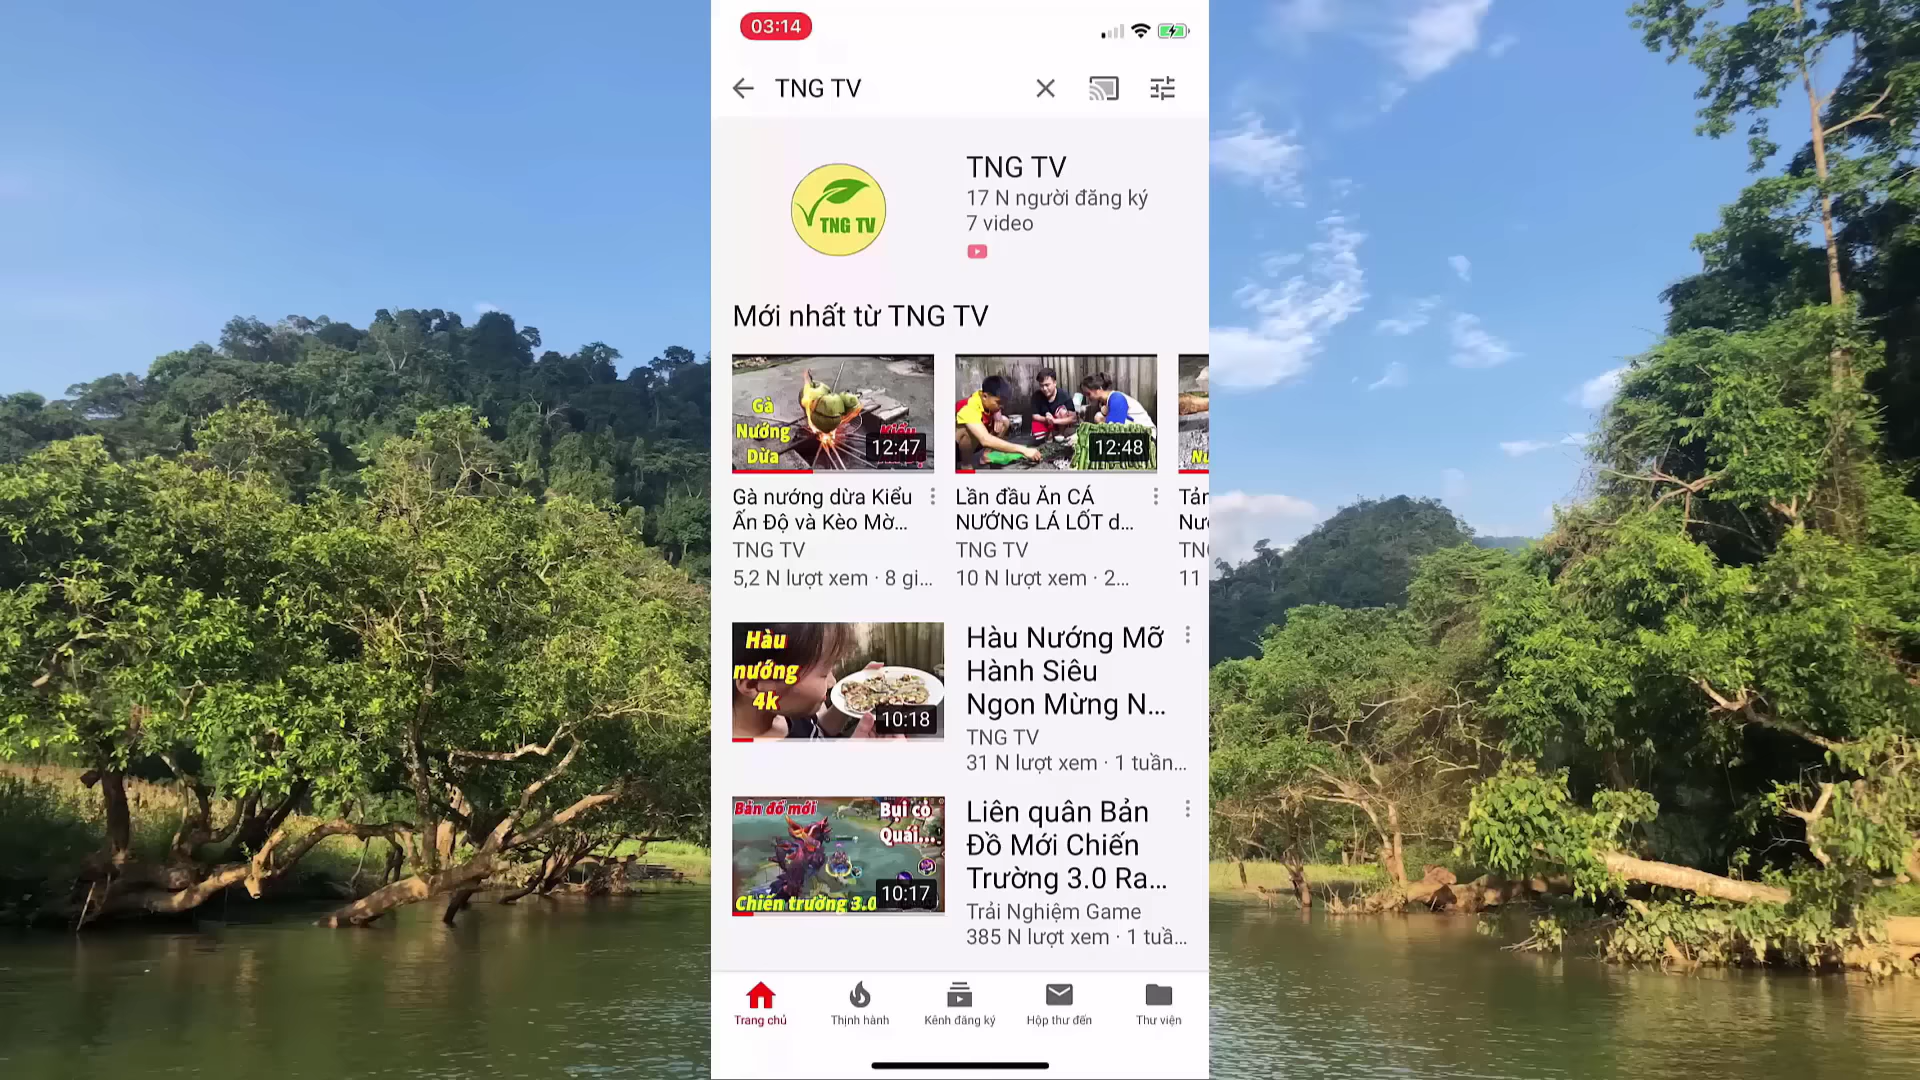 03:14
TNG TV
TNG TV
TNG TV
17 N người đăng ký
7 video
Mới nhất từ TNG TV
Gà
Nướng
Dừa
Kiểu
12:47
12:48
Gà nướng dừa Kiểu
Ấn Độ và Kèo Mờ...
TNG TV
5,2 N lượt xem · 8 gi...
Lần đầu Ăn CÁ
NƯỚNG LÁ LỐT d...
TNG TV
10 N lượt xem · 2...
11
Hàu
nướng
4k
10:18
Hàu Nướng Mỡ
Hành Siêu
Ngon Mừng N...
TNG TV
31 N lượt xem · 1 tuần...
Bản đồ mới
Bụi cỏ
Quái...
Chiến trường 3.0
10:17
Liên quân Bản
Đồ Mới Chiến
Trường 3.0 Ra...
Trải Nghiệm Game
385 N lượt xem · 1 tuầ...
Trang chủ
Thịnh hành
Kênh đăng ký
Hộp thư đến
Thư viện